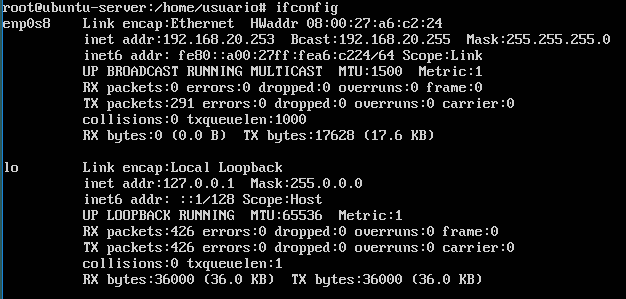 root@ubuntu-server:/home/usuario# ifconfig
enp0s8    Link encap:Ethernet  HWaddr 08:00:27:a6:c2:24
          inet addr:192.168.20.253  Bcast:192.168.20.255  Mask:255.255.255.0
          inet6 addr: fe80::a00:27ff:fea6:c224/64 Scope:Link
          UP BROADCAST RUNNING MULTICAST  MTU:1500  Metric:1
          RX packets:0 errors:0 dropped:0 overruns:0 frame:0
          TX packets:291 errors:0 dropped:0 overruns:0 carrier:0
          collisions:0 txqueuelen:1000
          RX bytes:0 (0.0 B)  TX bytes:17628 (17.6 KB)

lo        Link encap:Local Loopback
          inet addr:127.0.0.1  Mask:255.0.0.0
          inet6 addr: ::1/128 Scope:Host
          UP LOOPBACK RUNNING  MTU:65536  Metric:1
          RX packets:426 errors:0 dropped:0 overruns:0 frame:0
          TX packets:426 errors:0 dropped:0 overruns:0 carrier:0
          collisions:0 txqueuelen:1
          RX bytes:36000 (36.0 KB)  TX bytes:36000 (36.0 KB)